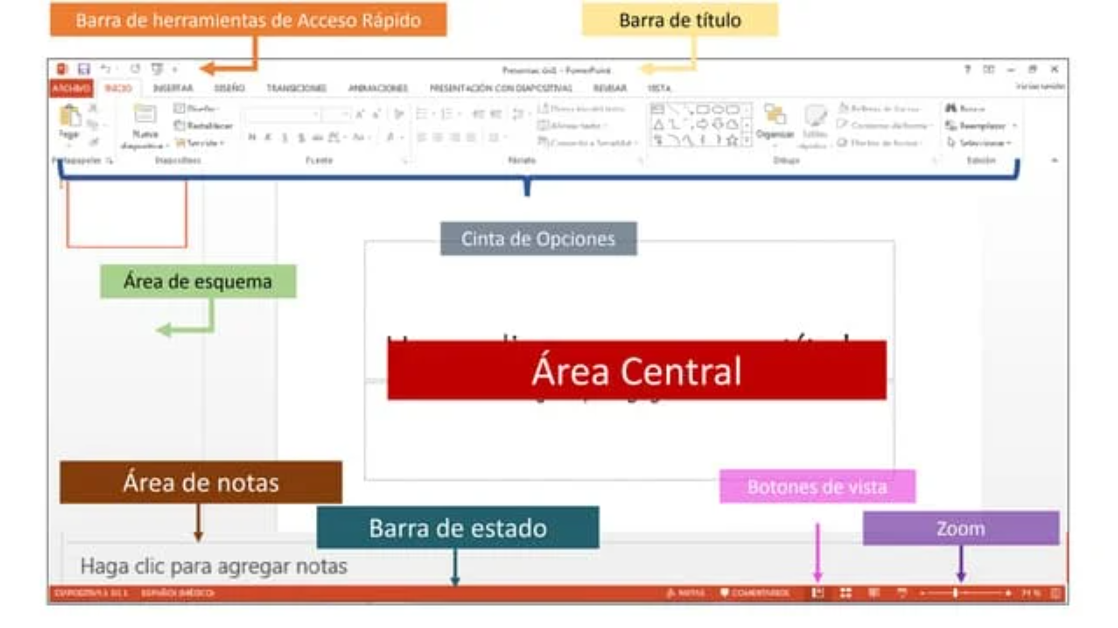 Barra de herramientas de Acceso Rápido
Barra de título
Presentación1 - PowerPoint
ARCHIVO INICIO INSERTAR DISEÑO TRANSICIONES ANIMACIONES PRESENTACIÓN CON DIAPOSITIVAS REVISAR VISTA
Iniciar sesión
Pegar
Nueva
diapositiva
Diseño
Restablecer
Sección
N K S S
Organizar
Buscar
Reemplazar
Seleccionar
Portapapeles Diapositivas Fuente Párrafo Dibujo Edición
Cinta de Opciones
Área de esquema
Área Central
Área de notas
Botones de vista
Barra de estado
Zoom
Haga clic para agregar notas
DIAPOSITIVA 1 DE 1 ESPAÑOL (MÉXICO) NOTAS COMENTARIOS 74 %